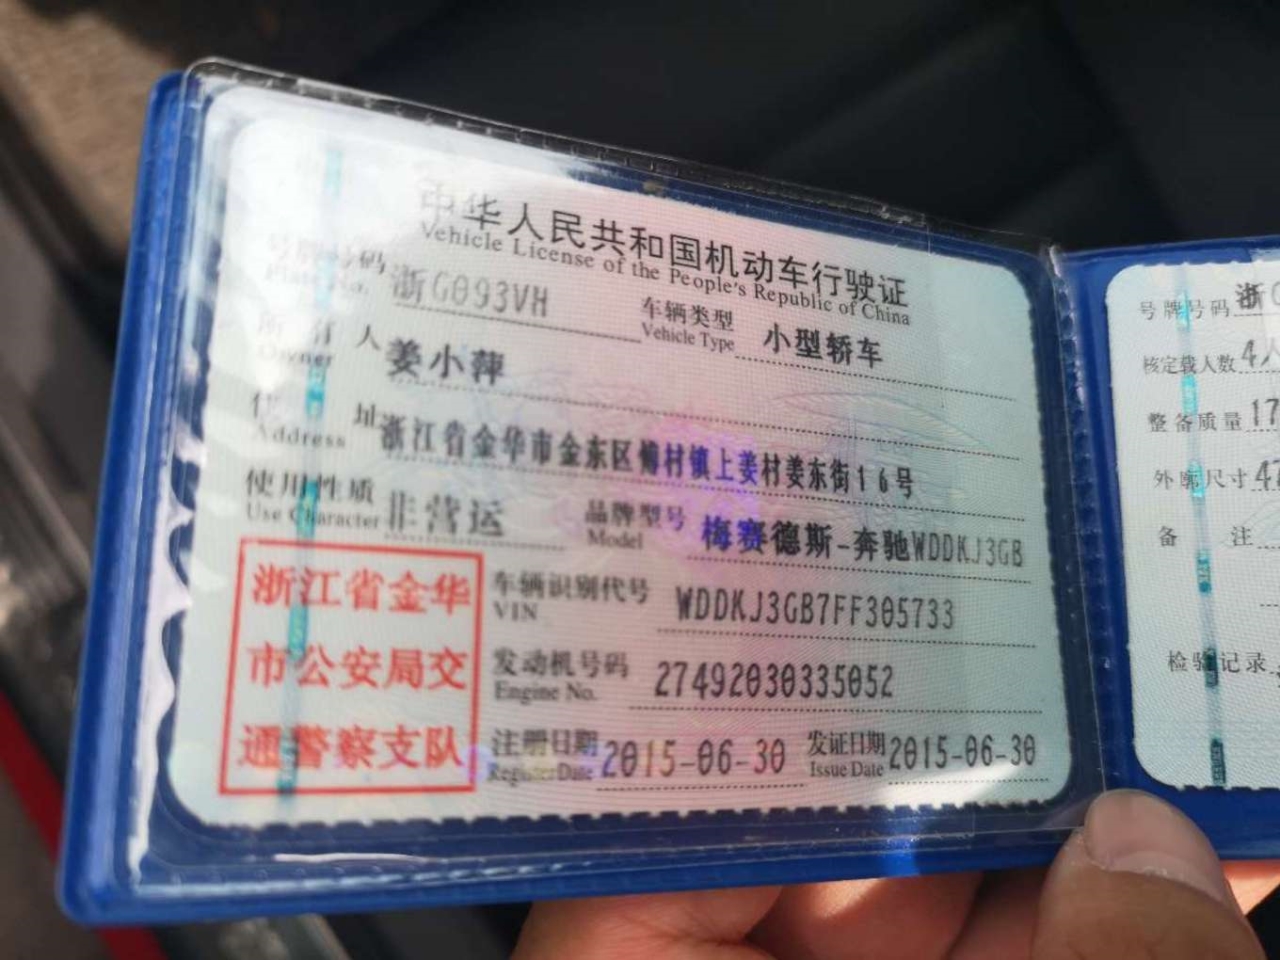 中华人民共和国机动车行驶证
Vehicle License of the People's Republic of China
号牌号码 浙G093VH 车辆类型 小型轿车
Plate No. Vehicle Type
所有人 姜小萍
Owner
住址 浙江省金华市金东区傅村镇上姜村姜东街16号
Address
使用性质 非营运 品牌型号 梅赛德斯-奔驰WDDKJ3GB
Use Character Model
浙江省金华
市公安局交
通警察支队
车辆识别代号 WDDKJ3GB7FF305733
VIN
发动机号码 27492030335052
Engine No.
注册日期 2015-06-30 发证日期 2015-06-30
Register Date Issue Date
号牌号码 浙G
核定载人数 4人
整备质量 17
外廓尺寸 47
备注
检验记录